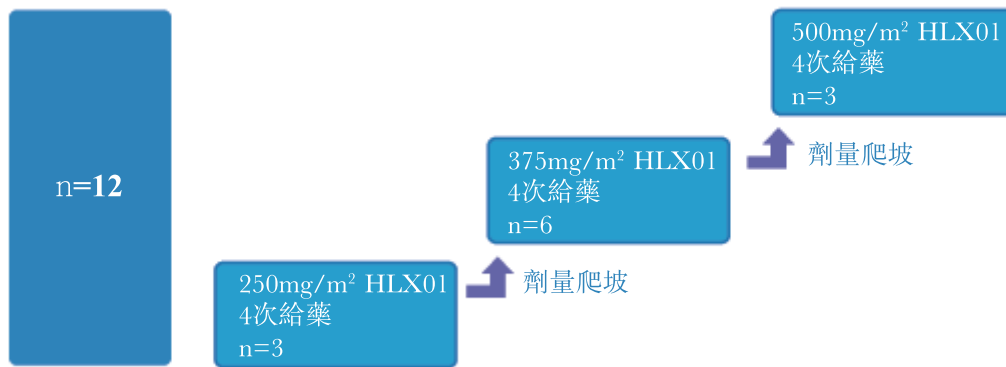 n=12
250mg/m² HLX01
4次給藥
n=3
劑量爬坡
375mg/m² HLX01
4次給藥
n=6
劑量爬坡
500mg/m² HLX01
4次給藥
n=3